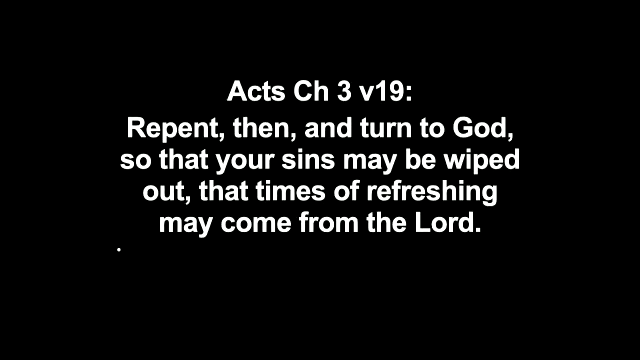 Acts Ch 3 v19:
Repent, then, and turn to God,
so that your sins may be wiped
out, that times of refreshing
may come from the Lord.
.